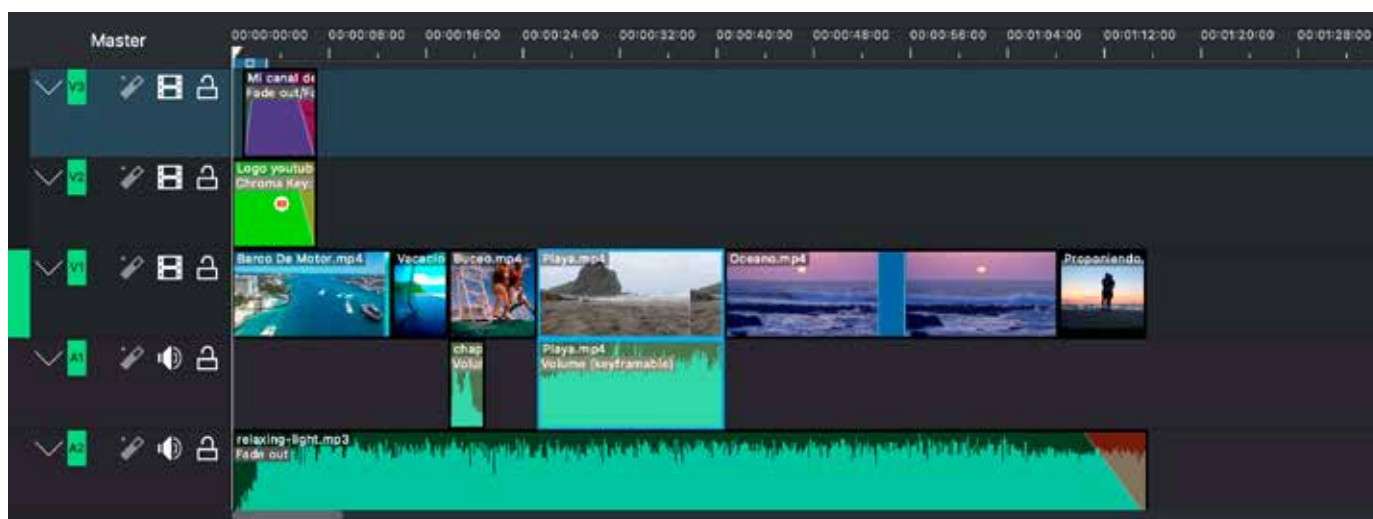 Master
00:00:00:00 00:00:08:00 00:00:16:00 00:00:24:00 00:00:32:00 00:00:40:00 00:00:48:00 00:00:56:00 00:01:04:00 00:01:12:00 00:01:20:00 00:01:28:00
V3
Mi canal de
Fade out/Fa
V2
Logo youtub
Chroma Key:
V1
Barco De Motor.mp4 Vacacio Buceo.mp4 Playa.mp4 Oceano.mp4 Proponiendo.
A1
chap Playa.mp4
Volu Volume (keyframable)
A2
relaxing-light.mp3
Fade out